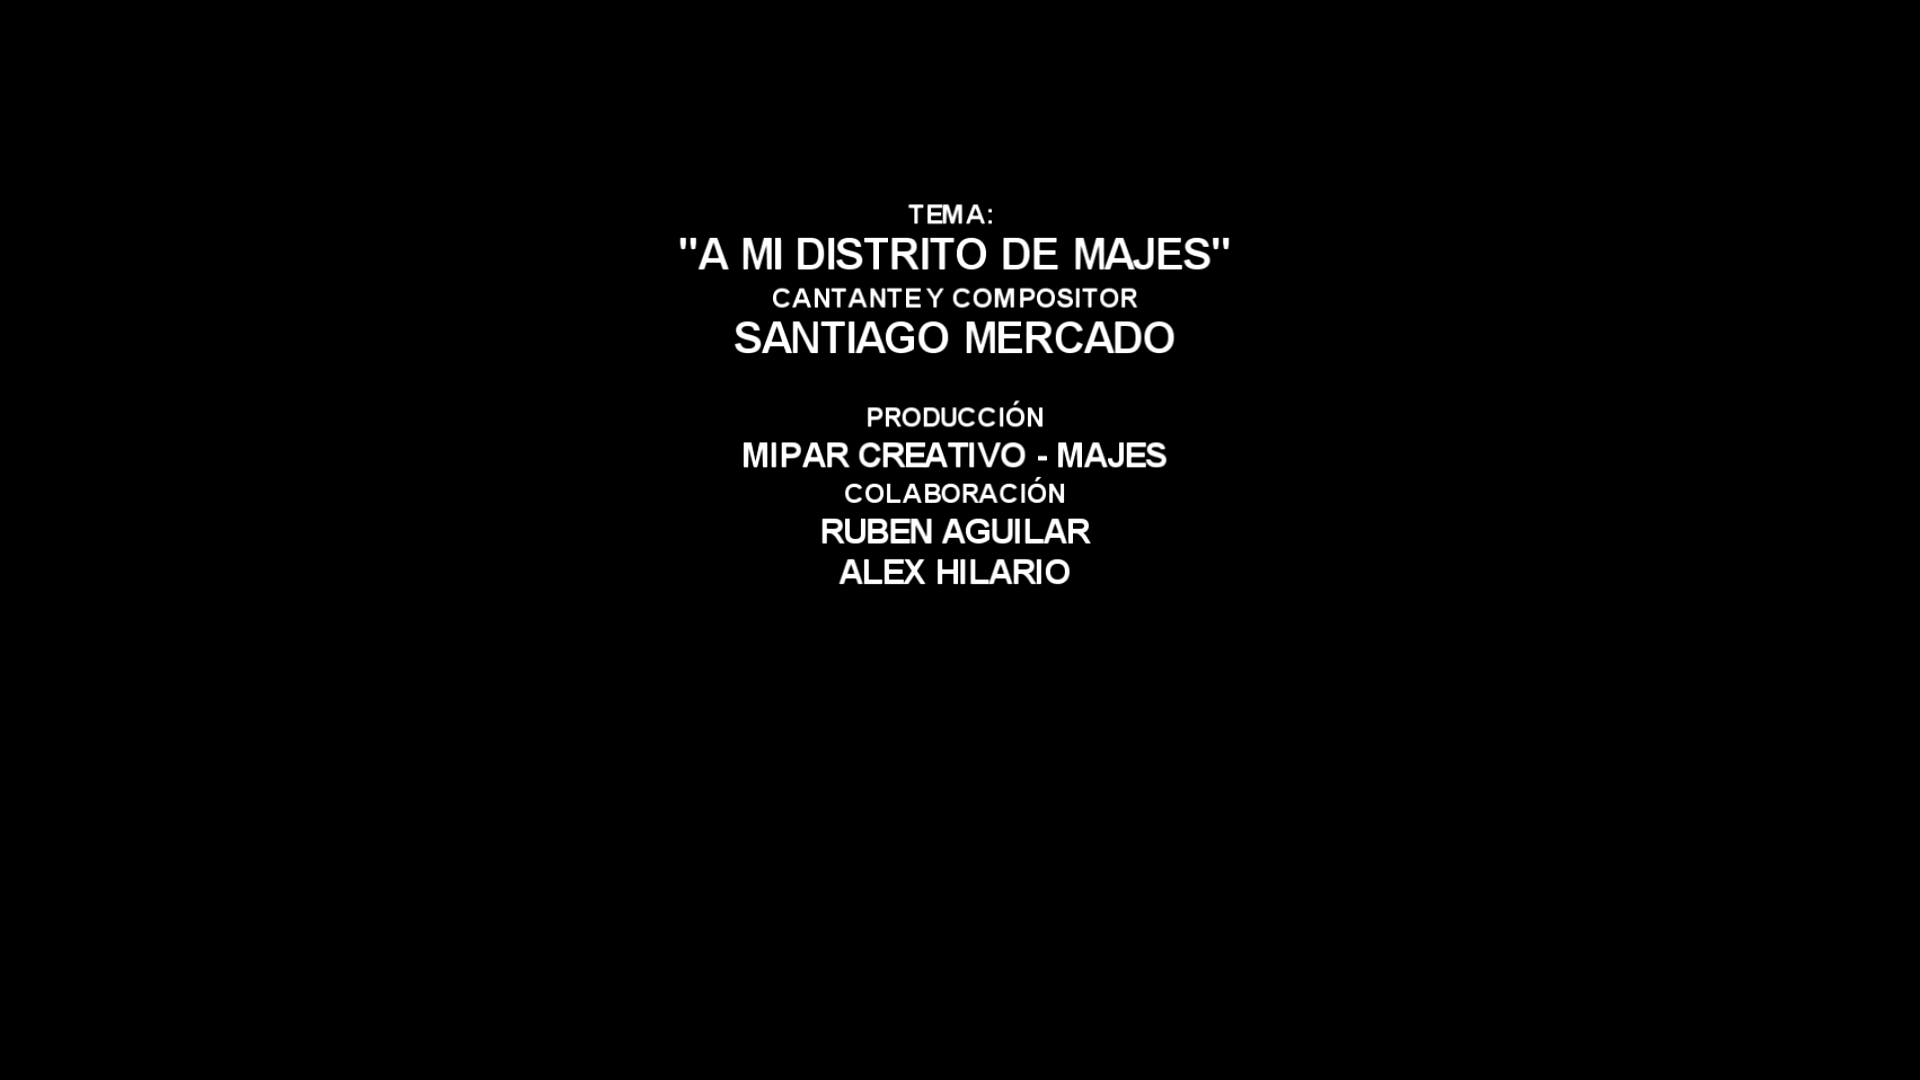 TEMA:
"A MI DISTRITO DE MAJES"
CANTANTE Y COMPOSITOR
SANTIAGO MERCADO
PRODUCCIÓN
MIPAR CREATIVO - MAJES
COLABORACIÓN
RUBEN AGUILAR
ALEX HILARIO